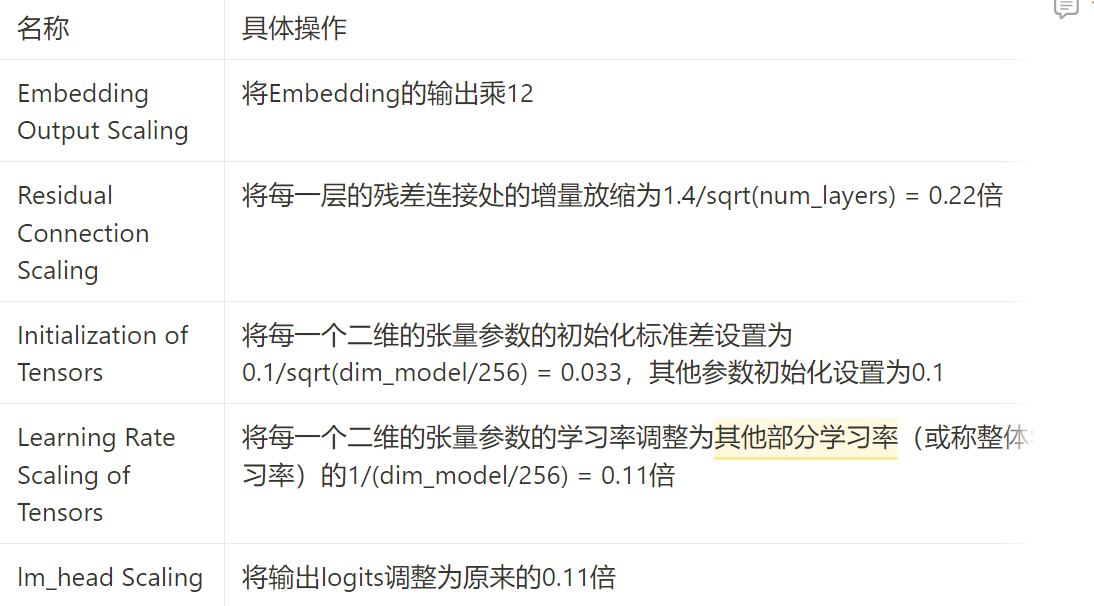 名称
具体操作
Embedding
Output Scaling
将Embedding的输出乘12
Residual
Connection
Scaling
将每一层的残差连接处的增量放缩为1.4/sqrt(num_layers) = 0.22倍
Initialization of
Tensors
将每一个二维的张量参数的初始化标准差设置为
0.1/sqrt(dim_model/256) = 0.033，其他参数初始化设置为0.1
Learning Rate
Scaling of
Tensors
将每一个二维的张量参数的学习率调整为其他部分学习率（或称整体
习率）的1/(dim_model/256) = 0.11倍
lm_head Scaling
将输出logits调整为原来的0.11倍